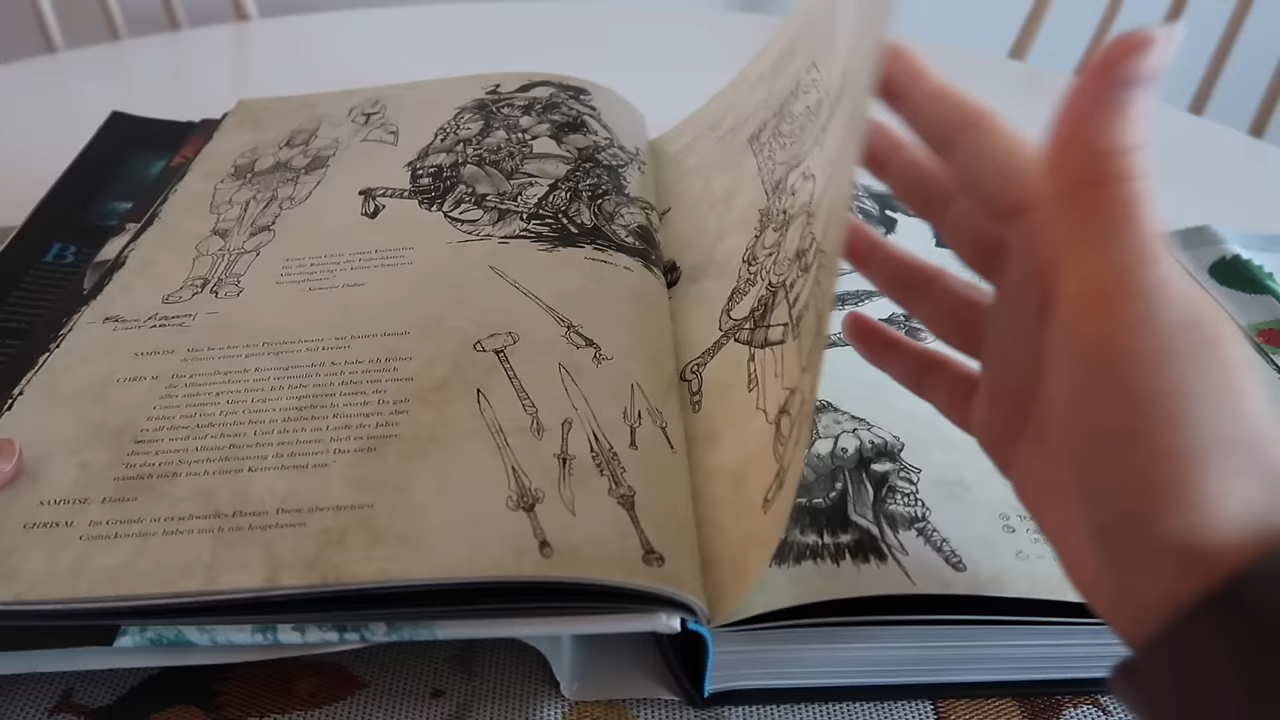 B
"Einer von Chris' ersten Entwürfen
für die Rüstung der Fußsoldaten.
Allerdings trägt er keine schwarzen
Strumpfhosen."
Samwise Didier
- BASIC AZEROTH -
LIGHT ARMOR
SAMWISE: Man beachte den Pferdeschwanz – wir hatten damals
definitiv einen ganz eigenen Stil kreiert.
CHRIS M.: Das grundlegende Rüstungsmodell. So habe ich früher
die Allianzsoldaten und vermutlich auch so ziemlich
alles andere gezeichnet. Ich habe mich dabei von einem
Comic namens Alien Legion inspirieren lassen, der
früher mal von Epic Comics rausgebracht wurde. Da gab
es all diese Außerirdischen in ähnlichen Rüstungen, aber
immer weiß auf schwarz. Und als ich im Laufe der Jahre
diese ganzen Allianz-Burschen zeichnete, hieß es immer:
"Ist das ein Superheldenanzug da drunter? Das sieht
nämlich nicht nach einem Kettenhemd aus."
SAMWISE: Elastan.
CHRIS M.: Im Grunde ist es schwarzes Elastan. Diese überdrehten
Comickostüme haben mich nie losgelassen.